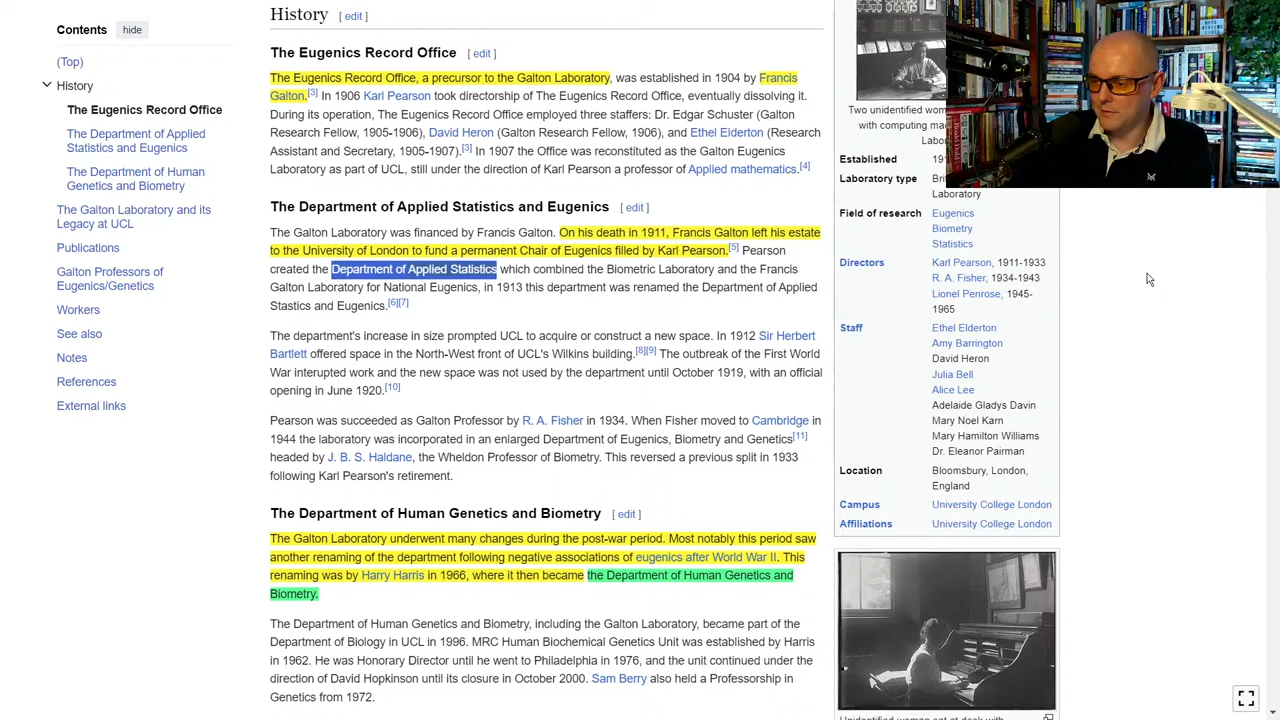 Contents hide
(Top)
History
The Eugenics Record Office
The Department of Applied
Statistics and Eugenics
The Department of Human
Genetics and Biometry
The Galton Laboratory and its
Legacy at UCL
Publications
Galton Professors of
Eugenics/Genetics
Workers
See also
Notes
References
External links
History [ edit ]
The Eugenics Record Office [ edit ]
The Eugenics Record Office, a precursor to the Galton Laboratory, was established in 1904 by Francis
Galton.[3] In 190 Karl Pearson directorship of the Eugenics Record Office, eventually dissolving it.
During its operation, The Eugenics Record Office employed three staffers: Dr. Edgar Schuster (Galton
Research Fellow, 1905-1906), David Heron (Galton Research Fellow, 1906), and Ethel Elderton (Research
Assistant and Secretary, 1905-1907).[3] In 190 was reconstituted as the Galton Eugenics
Laboratory as part of UCL, still under the direction of Karl Pearson a professor of Applied mathematics.[4]
The Department of Applied Statistics and Eugenics [ edit ]
The Galton Laboratory was financed by Francis Galton. On his death in 1911, Francis Galton left his estate
to the University of London to fund a permanent Chair of Eugenics filled by Karl Pearson.[5] Pearson
created the Department of Applied Statistics which combined the Biometric Laboratory and the Francis
Galton Laboratory for National Eugenics, in 1913 this department was renamed the Department of Applied
Statistics and Eugenics.[6][7]
The department's increase in size prompted UCL to acquire or construct a new space. In 1912 Sir Herbert
Bartlett offered space in the North-West front of UCL's Wilkins building.[8][9] The outbreak of the First World
War interrupted work and the new space was not used by the department until October 1919, with an official
opening in June 1920.[10]
Pearson was succeeded as Galton Professor by R. A. Fisher in 1934. When Fisher moved to Cambridge in
1944 the laboratory was incorporated in an enlarged Department of Eugenics, Biometry and Genetics[11]
headed by J. B. S. Haldane, the Wheldon Professor of Biometry. This reversed a previous split in 1933
following Karl Pearson's retirement.
The Department of Human Genetics and Biometry [ edit ]
The Galton Laboratory underwent many changes during the post-war period. Most notably this period saw
another renaming of the department following negative associations of eugenics after World War II. This
renaming was by Harry Harris in 1966, where it then became the Department of Human Genetics and
Biometry.
The Department of Human Genetics and Biometry, including the Galton Laboratory, became part of the
Department of Biology in UCL in 1996. MRC Human Biochemical Genetics Unit was established by Harris
in 1962. He was Honorary Director until he went to Philadelphia in 1976, and the unit continued under the
of David Hopkinson until its closure in October 2000. Sam Berry also held a Professorship in
Genetics from 1972.
Two unidentified
with computing
Established 191
Laboratory type
Laboratory
Field of research Eugenics
Biometry
Statistics
Directors Karl Pearson, 1911-1933
R. A. Fisher, 1934-1943
Lionel Penrose, 1945-
1965
Staff Ethel Elderton
Amy Barrington
David Heron
Julia Bell
Alice Lee
Adelaide Gladys Davin
Mary Noel Karn
Mary Hamilton Williams
Dr. Eleanor Pairman
Location Bloomsbury, London,
England
Campus University College London
Affiliations University College London
Unidentified woman sat at desk with